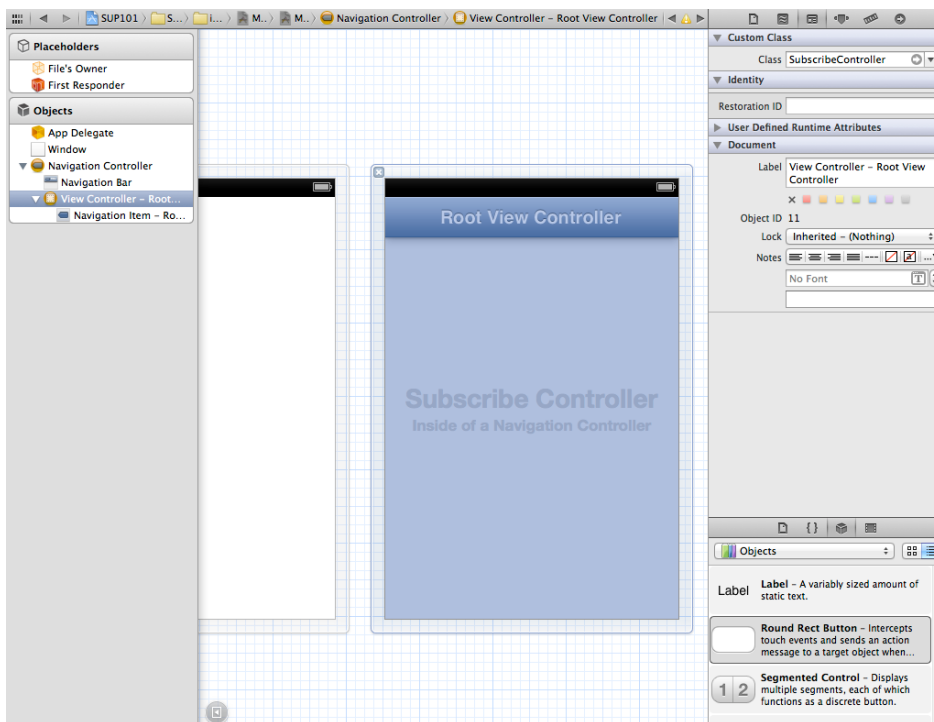 SUP101 S... i... M... M... Navigation Controller View Controller – Root View Controller
Placeholders
File's Owner
First Responder
Objects
App Delegate
Window
Navigation Controller
Navigation Bar
View Controller – Root...
Navigation Item – Ro...
Root View Controller
Subscribe Controller
Inside of a Navigation Controller
Custom Class
Class SubscribeController
Identity
Restoration ID
User Defined Runtime Attributes
Document
Label View Controller – Root View
Controller
Object ID 11
Lock Inherited – (Nothing)
Notes
No Font
Objects
Label Label – A variably sized amount of
static text.
Round Rect Button – Intercepts
touch events and sends an action
message to a target object when...
1 2 Segmented Control – Displays
multiple segments, each of which
functions as a discrete button.